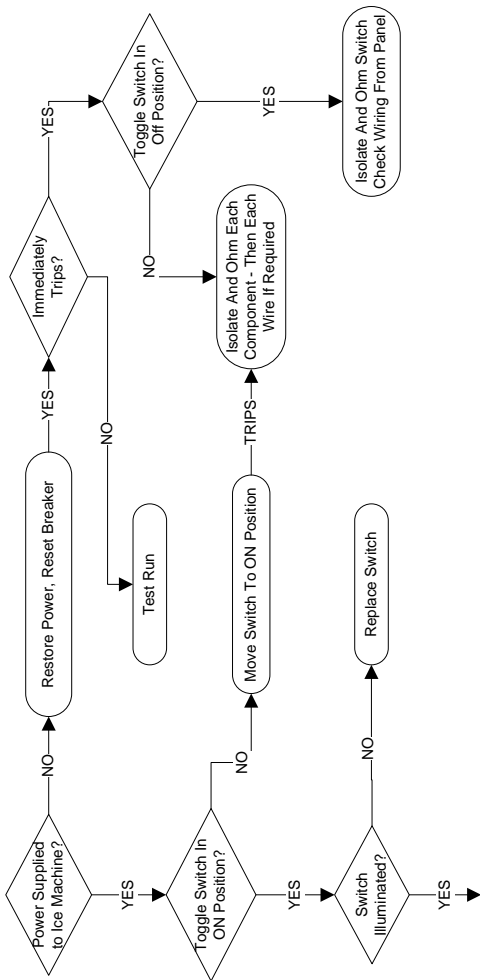 Power Supplied
to Ice Machine?
NO
Restore Power, Reset Breaker
YES
Immediately
Trips?
YES
NO
Test Run
Toggle Switch In
Off Position?
NO
YES
Isolate And Ohm Switch
Check Wiring From Panel
YES
Toggle Switch In
ON Position?
NO
Move Switch To ON Position
TRIPS
Isolate And Ohm Each
Component - Then Each
Wire If Required
YES
Switch
Illuminated?
NO
Replace Switch
YES